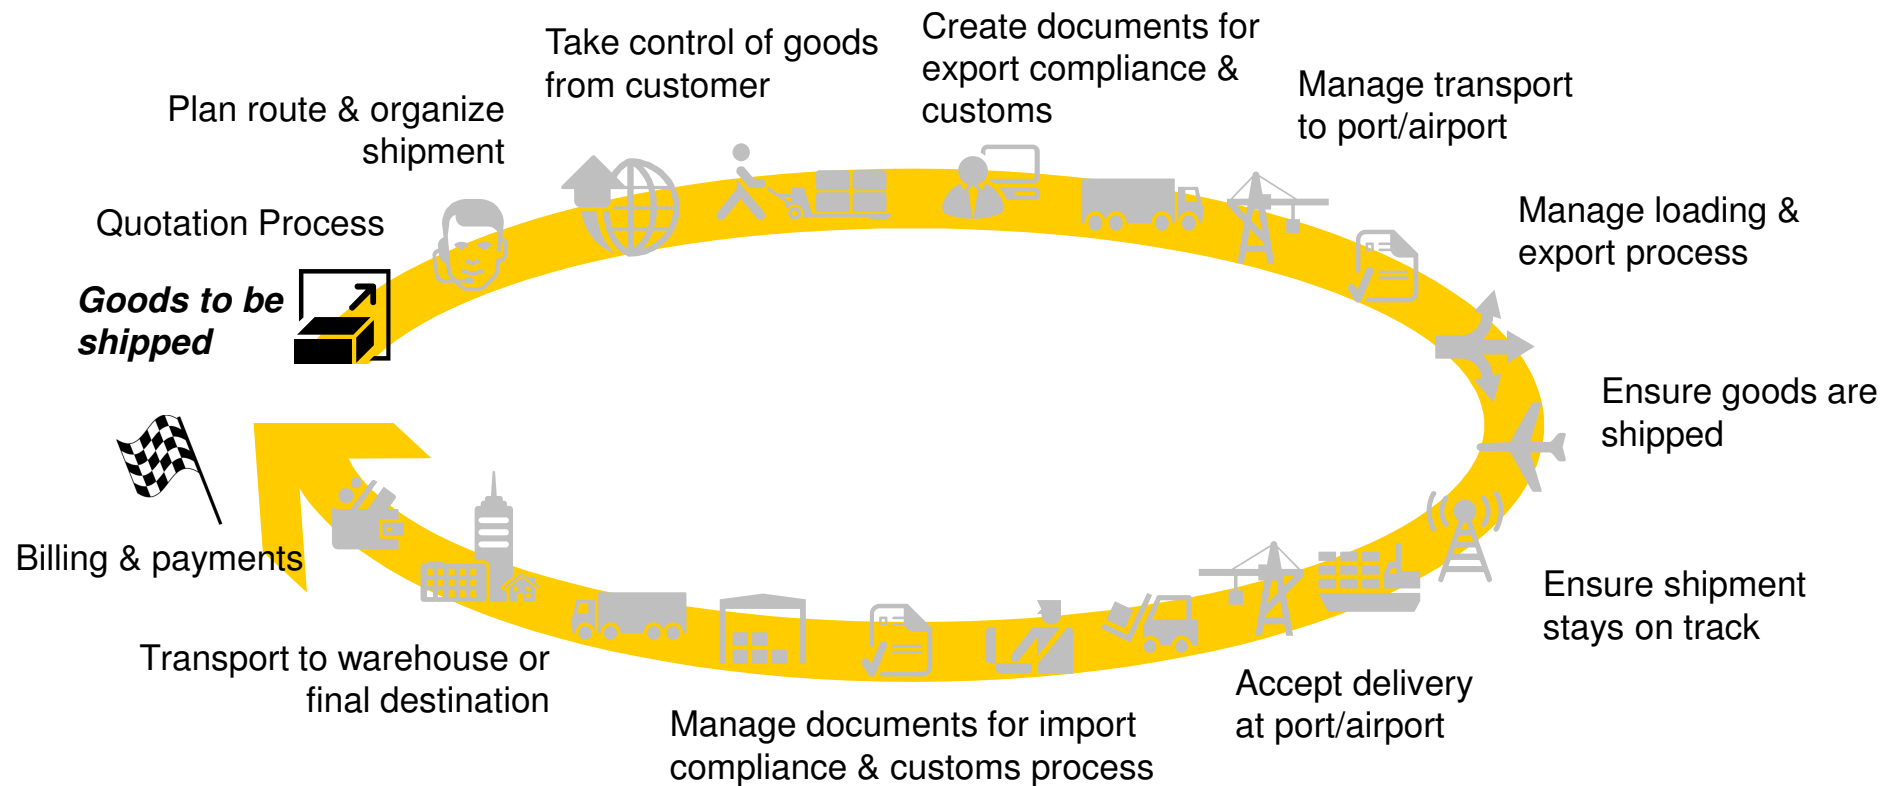 Goods to be
shipped
Quotation Process
Plan route & organize
shipment
Take control of goods
from customer
Create documents for
export compliance &
customs
Manage transport
to port/airport
Manage loading &
export process
Ensure goods are
shipped
Ensure shipment
stays on track
Accept delivery
at port/airport
Manage documents for import
compliance & customs process
Transport to warehouse or
final destination
Billing & payments